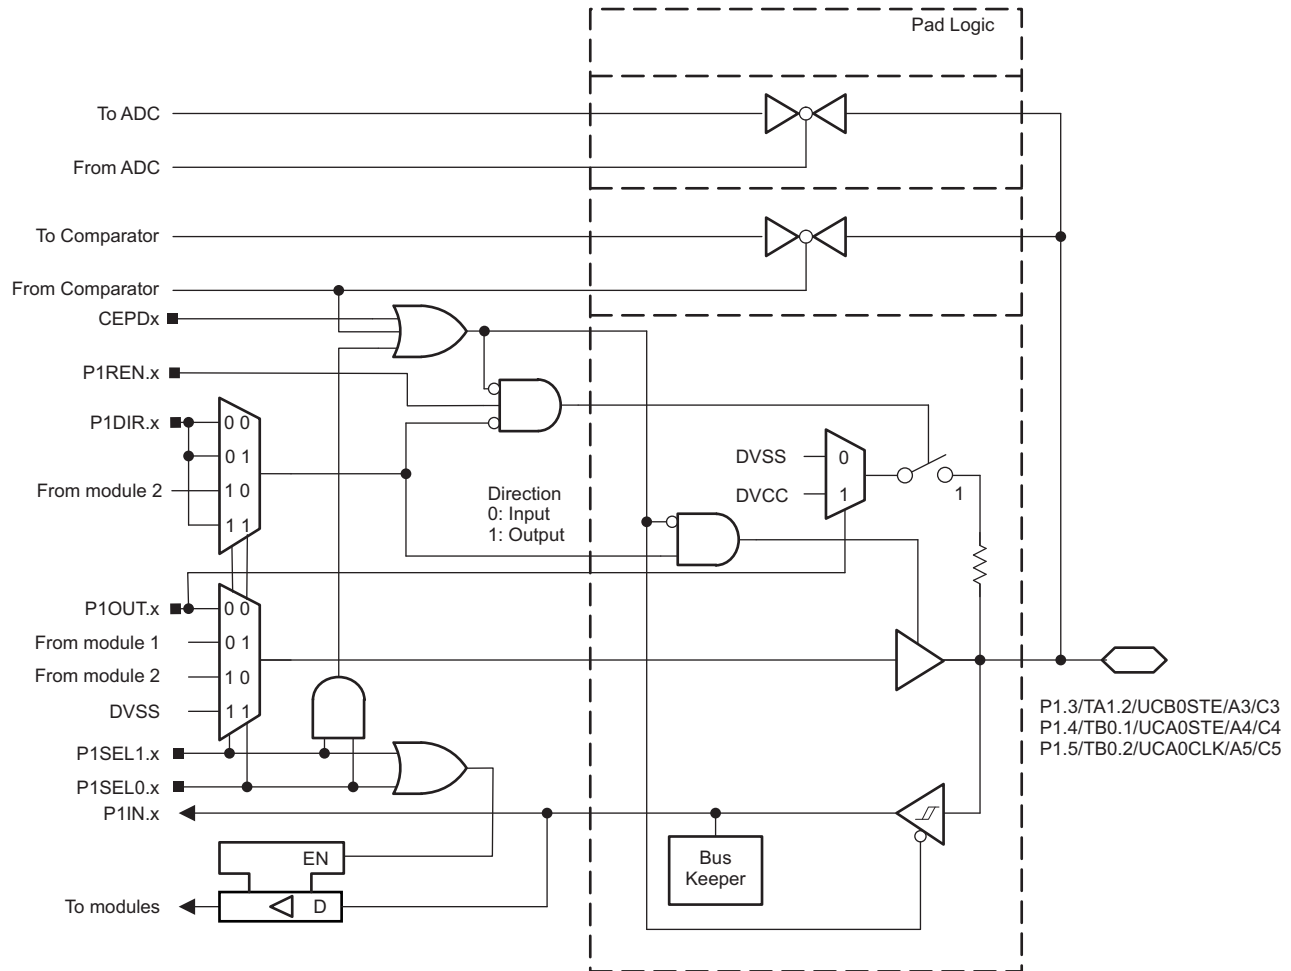 Pad Logic
To ADC
From ADC
To Comparator
From Comparator
CEPDx
P1REN.x
P1DIR.x
0 0
0 1
From module 2
1 0
1 1
Direction
0: Input
1: Output
DVSS
0
DVCC
1
1
P1OUT.x
0 0
From module 1
0 1
From module 2
1 0
DVSS
1 1
P1.3/TA1.2/UCB0STE/A3/C3
P1.4/TB0.1/UCA0STE/A4/C4
P1.5/TB0.2/UCA0CLK/A5/C5
P1SEL1.x
P1SEL0.x
P1IN.x
EN
Bus
Keeper
To modules
D